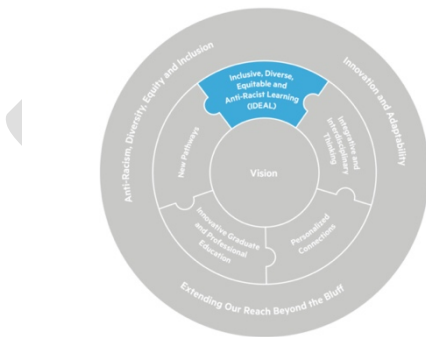 Anti-Racism, Diversity, Equity and Inclusion
Innovation and Adaptability
Extending Our Reach Beyond the Bluff
Inclusive, Diverse,
Equitable and
Anti-Racist Learning
(IDEAL)
Integrative and
Interdisciplinary
Thinking
Personalized
Connections
Innovative Graduate
and Professional
Education
New Pathways
Vision